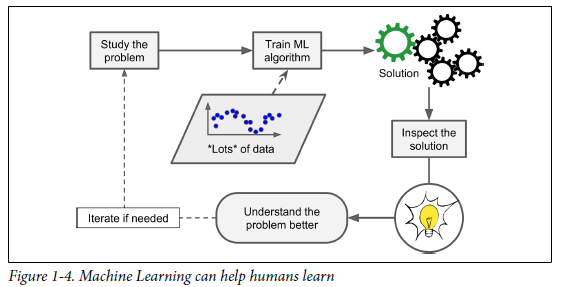 Study the
problem
Train ML
algorithm
Solution
*Lots* of data
Inspect the
solution
Understand the
problem better
Iterate if needed
Figure 1-4. Machine Learning can help humans learn